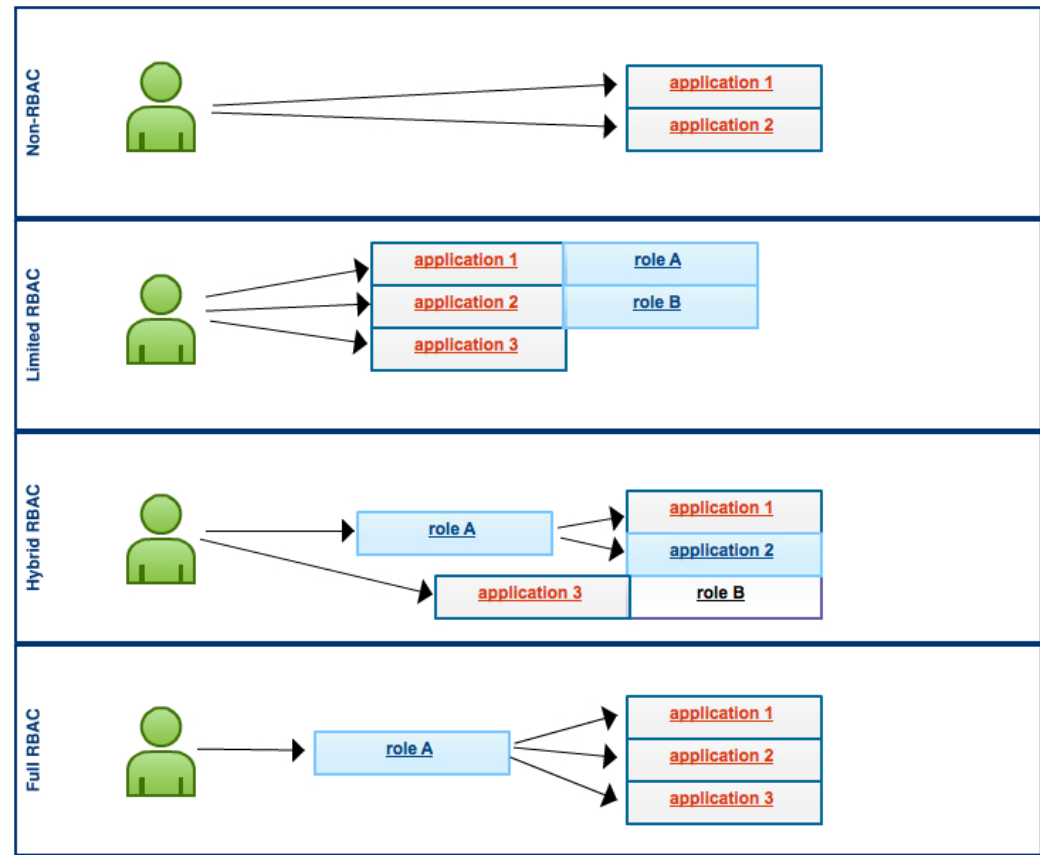 Non-RBAC
application 1
application 2
Limited RBAC
application 1 role A
application 2 role B
application 3
Hybrid RBAC
role A
application 1
application 2
application 3 role B
Full RBAC
role A
application 1
application 2
application 3